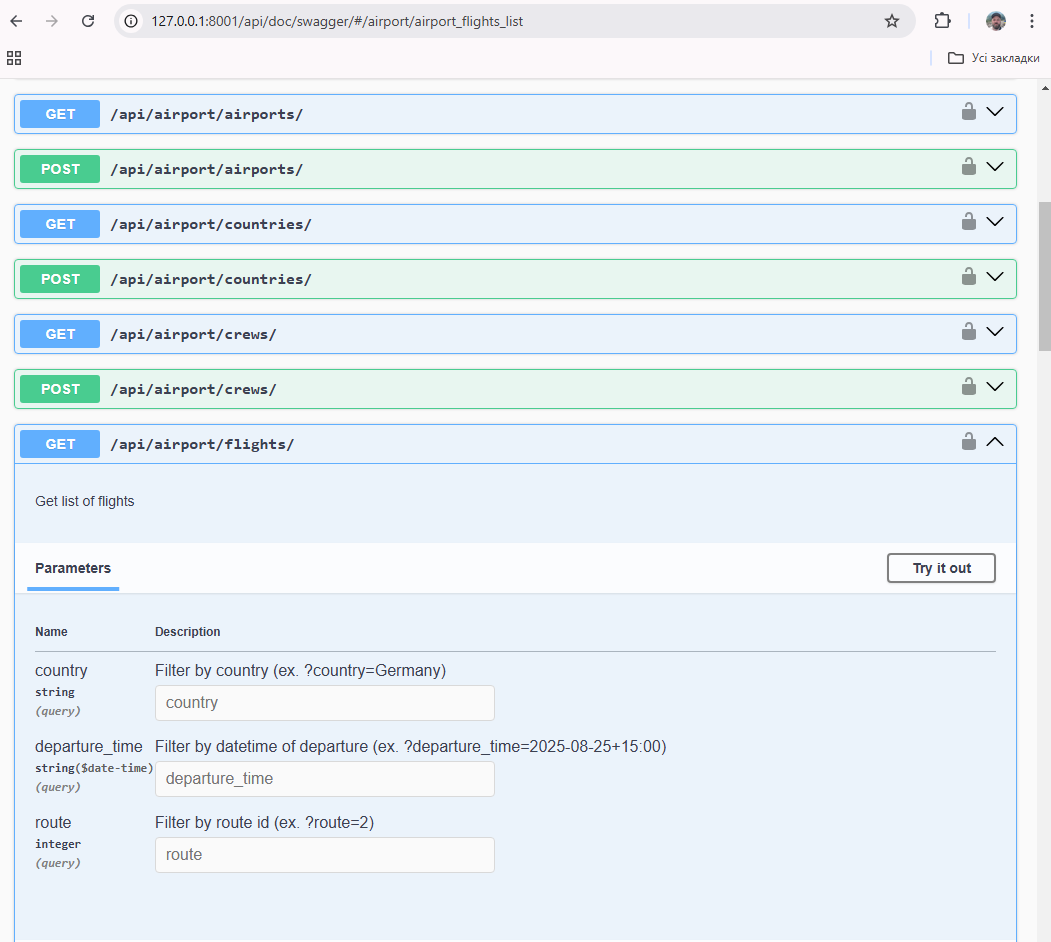 127.0.0.1:8001/api/doc/swagger/#/airport/airport_flights_list
Усі закладки
GET /api/airport/airports/
POST /api/airport/airports/
GET /api/airport/countries/
POST /api/airport/countries/
GET /api/airport/crews/
POST /api/airport/crews/
GET /api/airport/flights/
Get list of flights
Parameters Try it out
Name Description
country Filter by country (ex. ?country=Germany)
string
(query) country
departure_time Filter by datetime of departure (ex. ?departure_time=2025-08-25+15:00)
string($date-time)
(query) departure_time
route Filter by route id (ex. ?route=2)
integer
(query) route